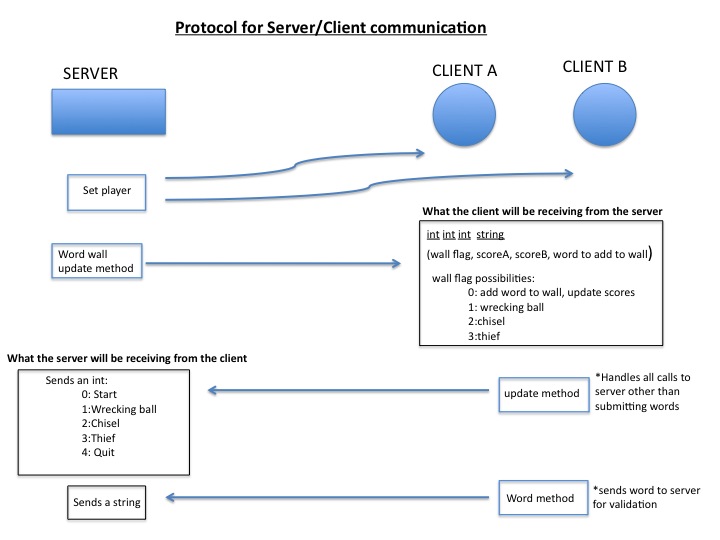 Protocol for Server/Client communication
SERVER
CLIENT A
CLIENT B
Set player
What the client will be receiving from the server
int int int string
(wall flag, scoreA, scoreB, word to add to wall)
wall flag possibilities:
0: add word to wall, update scores
1: wrecking ball
2:chisel
3:thief
Word wall
update method
What the server will be receiving from the client
Sends an int:
0: Start
1:Wrecking ball
2:Chisel
3:Thief
4: Quit
update method
*Handles all calls to
server other than
submitting words
Sends a string
Word method
*sends word to server
for validation